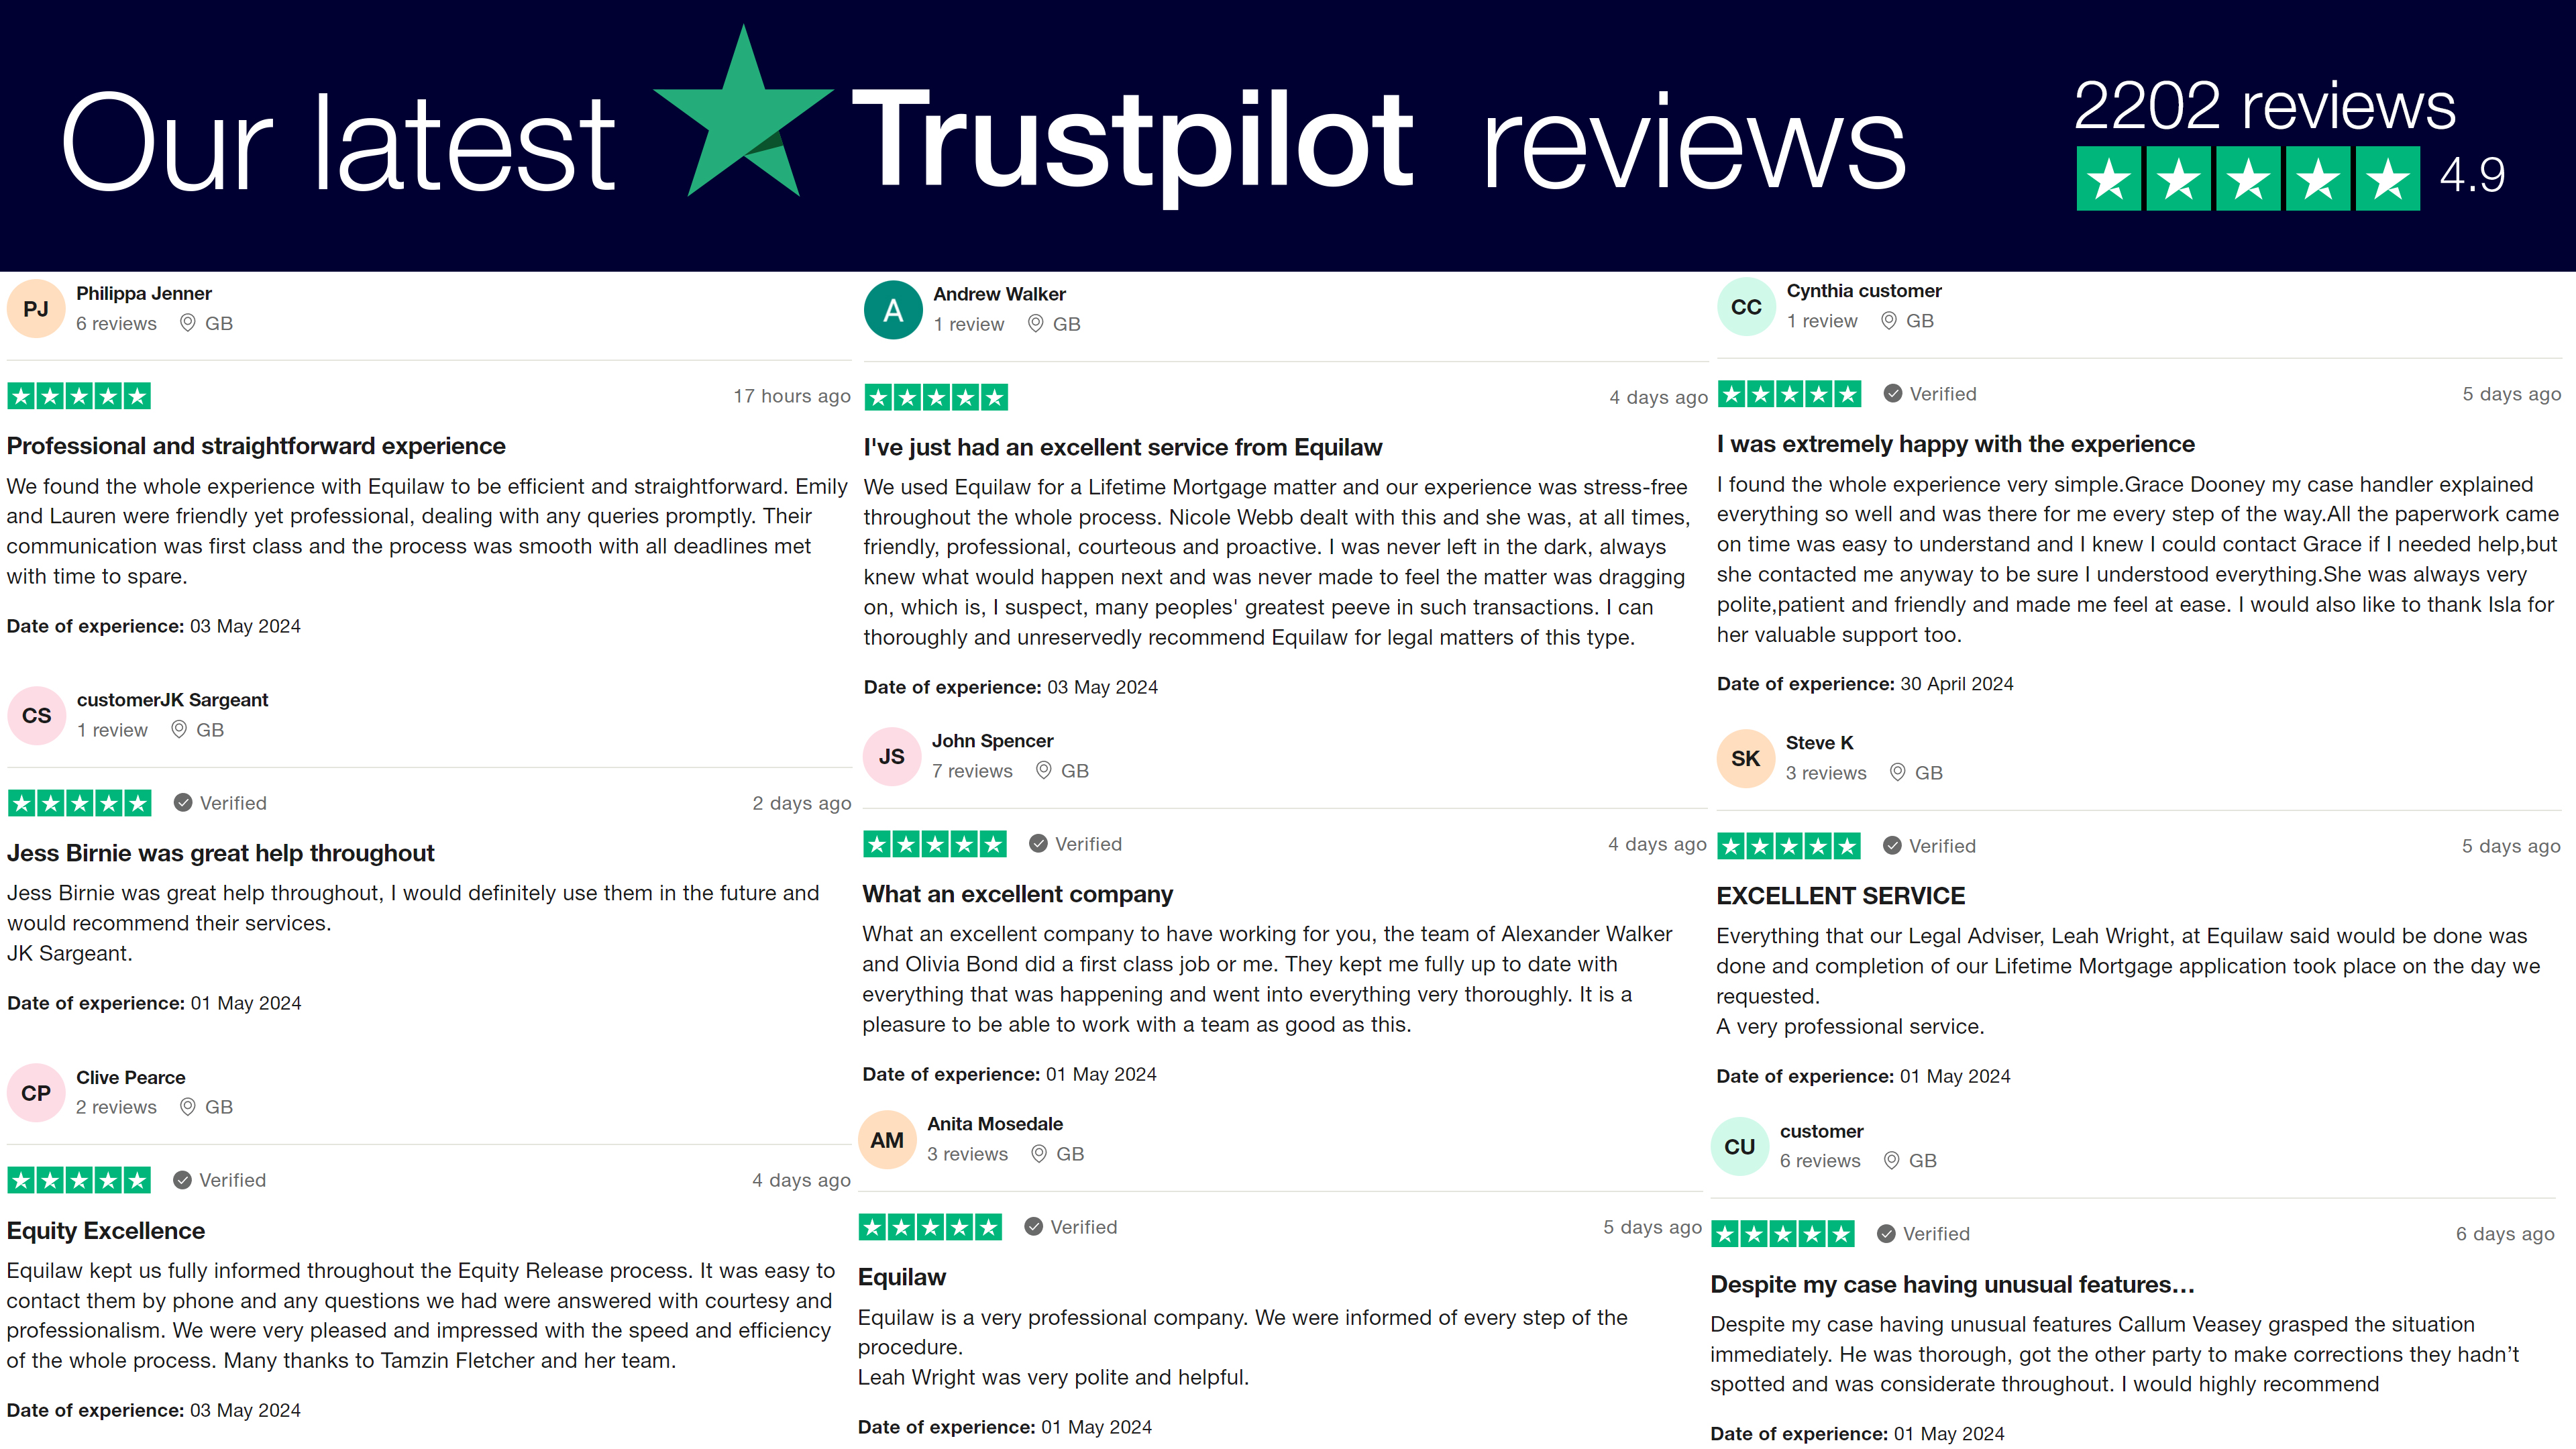 Our latest Trustpilot reviews
2202 reviews
4.9
PJ
Philippa Jenner
6 reviews GB
17 hours ago
Professional and straightforward experience
We found the whole experience with Equilaw to be efficient and straightforward. Emily
and Lauren were friendly yet professional, dealing with any queries promptly. Their
communication was first class and the process was smooth with all deadlines met
with time to spare.
Date of experience: 03 May 2024
CS
customerJK Sargeant
1 review GB
Verified
2 days ago
Jess Birnie was great help throughout
Jess Birnie was great help throughout, I would definitely use them in the future and
would recommend their services.
JK Sargeant.
Date of experience: 01 May 2024
CP
Clive Pearce
2 reviews GB
Verified
4 days ago
Equity Excellence
Equilaw kept us fully informed throughout the Equity Release process. It was easy to
contact them by phone and any questions we had were answered with courtesy and
professionalism. We were very pleased and impressed with the speed and efficiency
of the whole process. Many thanks to Tamzin Fletcher and her team.
Date of experience: 03 May 2024
A
Andrew Walker
1 review GB
4 days ago
I've just had an excellent service from Equilaw
We used Equilaw for a Lifetime Mortgage matter and our experience was stress-free
throughout the whole process. Nicole Webb dealt with this and she was, at all times,
friendly, professional, courteous and proactive. I was never left in the dark, always
knew what would happen next and was never made to feel the matter was dragging
on, which is, I suspect, many peoples' greatest peeve in such transactions. I can
thoroughly and unreservedly recommend Equilaw for legal matters of this type.
Date of experience: 03 May 2024
JS
John Spencer
7 reviews GB
Verified
4 days ago
What an excellent company
What an excellent company to have working for you, the team of Alexander Walker
and Olivia Bond did a first class job or me. They kept me fully up to date with
everything that was happening and went into everything very thoroughly. It is a
pleasure to be able to work with a team as good as this.
Date of experience: 01 May 2024
AM
Anita Mosedale
3 reviews GB
Verified
5 days ago
Equilaw
Equilaw is a very professional company. We were informed of every step of the
procedure.
Leah Wright was very polite and helpful.
Date of experience: 01 May 2024
CC
Cynthia customer
1 review GB
Verified
5 days ago
I was extremely happy with the experience
I found the whole experience very simple.Grace Dooney my case handler explained
everything so well and was there for me every step of the way.All the paperwork came
on time was easy to understand and I knew I could contact Grace if I needed help,but
she contacted me anyway to be sure I understood everything.She was always very
polite,patient and friendly and made me feel at ease. I would also like to thank Isla for
her valuable support too.
Date of experience: 30 April 2024
SK
Steve K
3 reviews GB
Verified
5 days ago
EXCELLENT SERVICE
Everything that our Legal Adviser, Leah Wright, at Equilaw said would be done was
done and completion of our Lifetime Mortgage application took place on the day we
requested.
A very professional service.
Date of experience: 01 May 2024
CU
customer
6 reviews GB
Verified
6 days ago
Despite my case having unusual features…
Despite my case having unusual features Callum Veasey grasped the situation
immediately. He was thorough, got the other party to make corrections they hadn’t
spotted and was considerate throughout. I would highly recommend
Date of experience: 01 May 2024